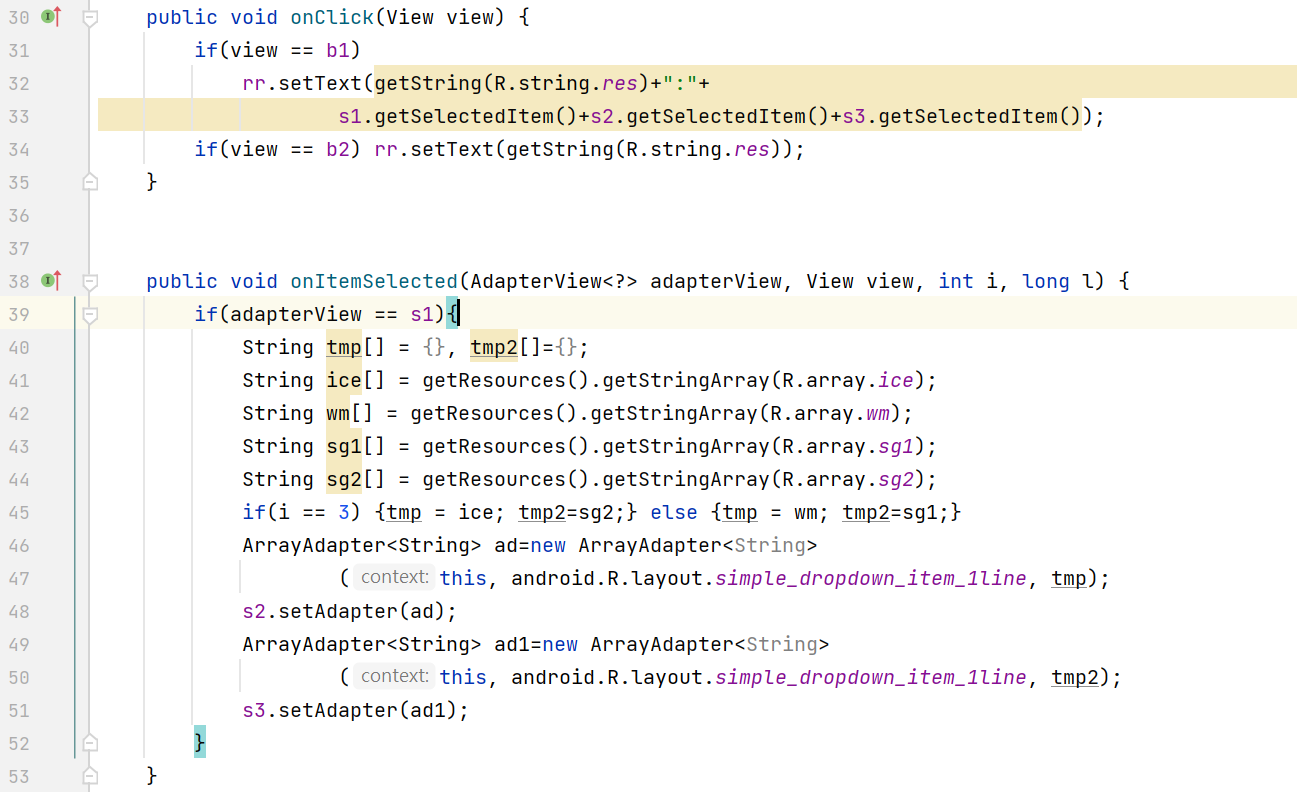 30 public void onClick(View view) {
31 if(view == b1)
32 rr.setText(getString(R.string.res)+":"+
33 s1.getSelectedItem()+s2.getSelectedItem()+s3.getSelectedItem());
34 if(view == b2) rr.setText(getString(R.string.res));
35 }
36
37
38 public void onItemSelected(AdapterView<?> adapterView, View view, int i, long l) {
39 if(adapterView == s1){
40 String tmp[] = {}, tmp2[]={};
41 String ice[] = getResources().getStringArray(R.array.ice);
42 String wm[] = getResources().getStringArray(R.array.wm);
43 String sg1[] = getResources().getStringArray(R.array.sg1);
44 String sg2[] = getResources().getStringArray(R.array.sg2);
45 if(i == 3) {tmp = ice; tmp2=sg2;} else {tmp = wm; tmp2=sg1;}
46 ArrayAdapter<String> ad=new ArrayAdapter<String>
47 ( context: this, android.R.layout.simple_dropdown_item_1line, tmp);
48 s2.setAdapter(ad);
49 ArrayAdapter<String> ad1=new ArrayAdapter<String>
50 ( context: this, android.R.layout.simple_dropdown_item_1line, tmp2);
51 s3.setAdapter(ad1);
52 }
53 }